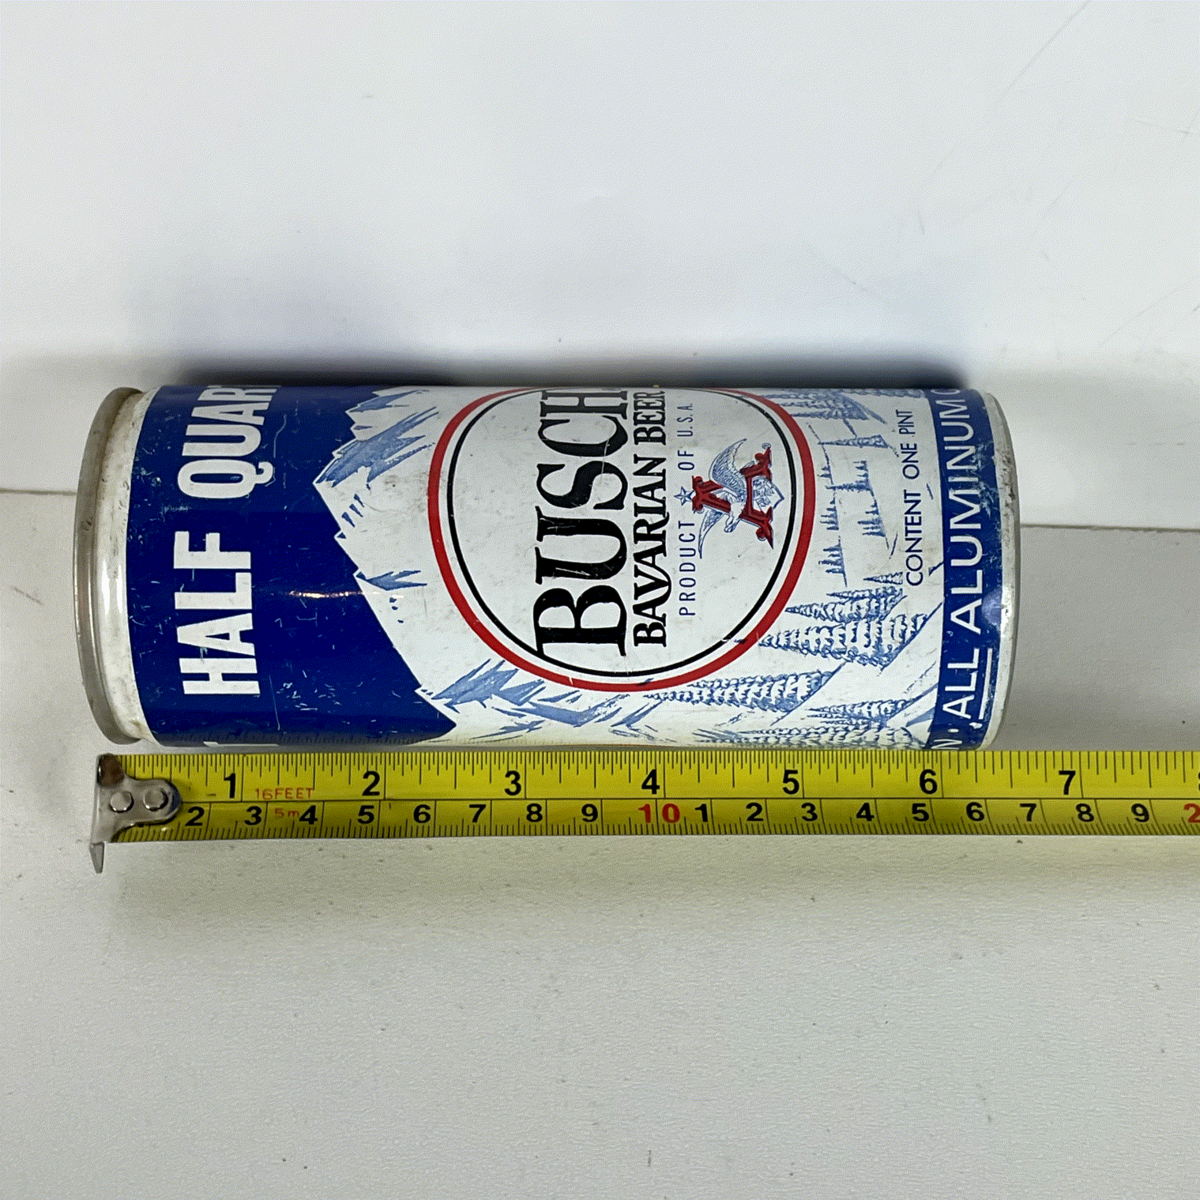 HALF QUAR
BUSCH
BAVARIAN BEER
PRODUCT OF U.S.A.
A
CONTENT ONE PINT
N • ALL ALUMINUM C
1 2 3 4 5 6 7
16FEET
5m
2 3 4 5 6 7 8 9 10 1 2 3 4 5 6 7 8 9 2